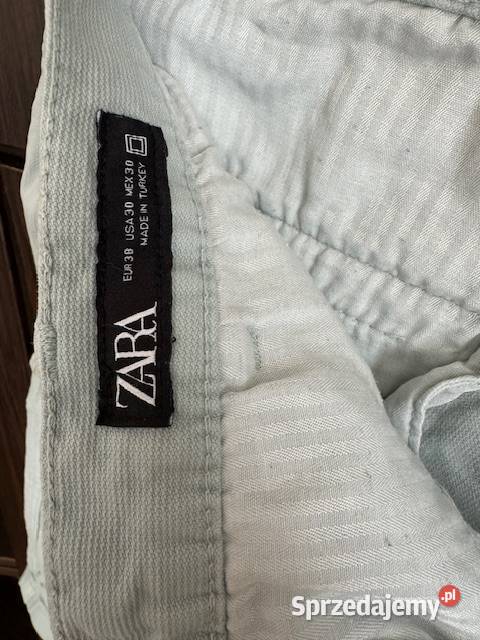 ZARA
EUR 38 USA 30 MEX 30
MADE IN TURKEY
Sprzedajemy.pl